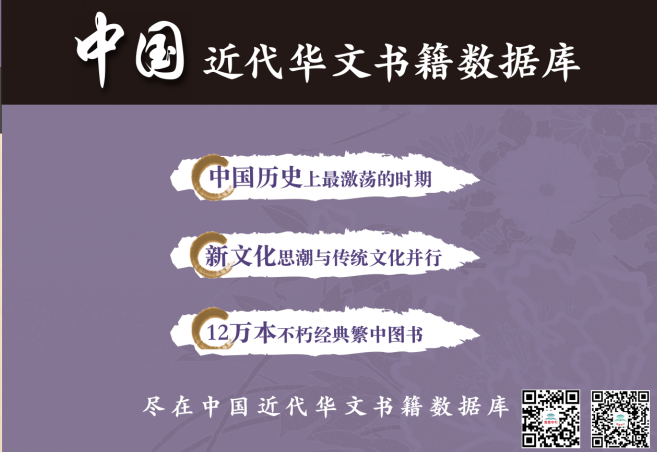 中国 近代华文书籍数据库
中国历史上最激荡的时期
新文化思潮与传统文化并行
12万本不朽经典繁中图书
尽在中国近代华文书籍数据库